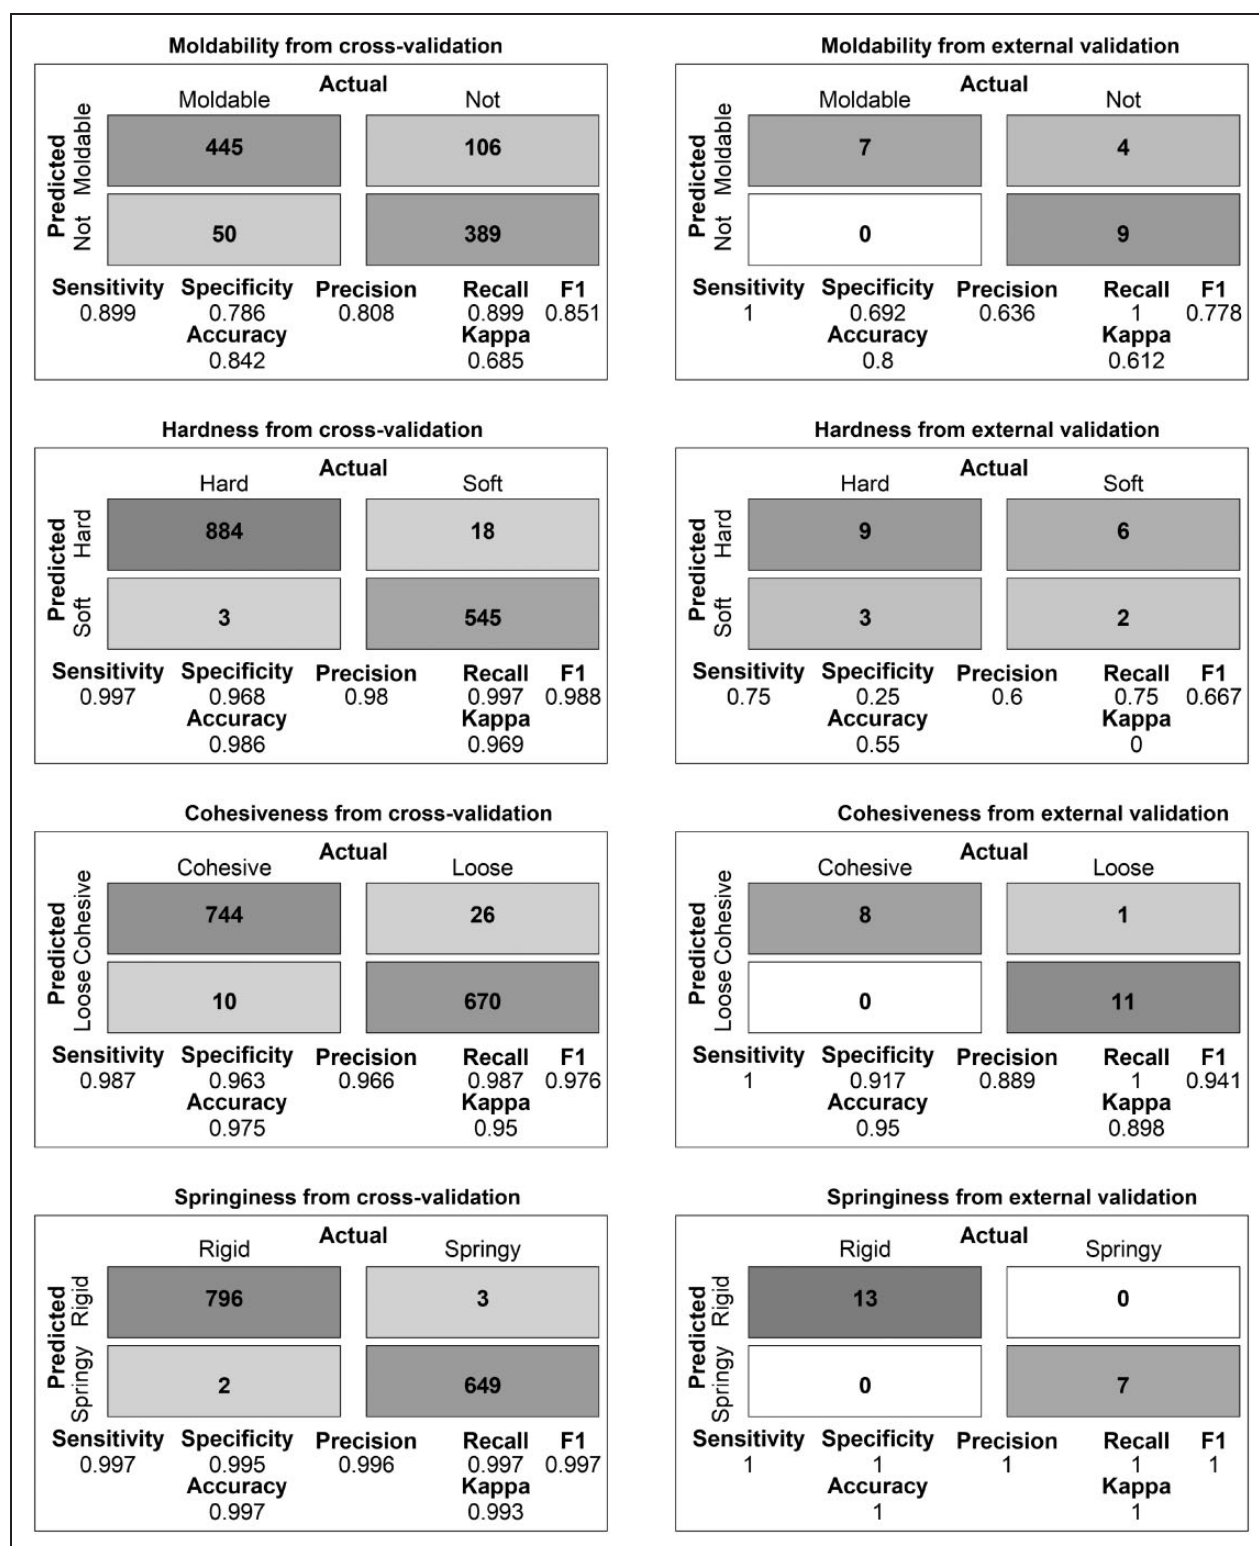 Moldability from cross-validation
Actual
Moldable Not
Predicted
Moldable
Not
445 106
50 389
Sensitivity Specificity Precision Recall F1
0.899 0.786 0.808 0.899 0.851
Accuracy Kappa
0.842 0.685
Moldability from external validation
Actual
Moldable Not
Predicted
Moldable
Not
7 4
0 9
Sensitivity Specificity Precision Recall F1
1 0.692 0.636 1 0.778
Accuracy Kappa
0.8 0.612
Hardness from cross-validation
Actual
Hard Soft
Predicted
Hard
Soft
884 18
3 545
Sensitivity Specificity Precision Recall F1
0.997 0.968 0.98 0.997 0.988
Accuracy Kappa
0.986 0.969
Hardness from external validation
Actual
Hard Soft
Predicted
Hard
Soft
9 6
3 2
Sensitivity Specificity Precision Recall F1
0.75 0.25 0.6 0.75 0.667
Accuracy Kappa
0.55 0
Cohesiveness from cross-validation
Actual
Cohesive Loose
Predicted
Cohesive
Loose
744 26
10 670
Sensitivity Specificity Precision Recall F1
0.987 0.963 0.966 0.987 0.976
Accuracy Kappa
0.975 0.95
Cohesiveness from external validation
Actual
Cohesive Loose
Predicted
Cohesive
Loose
8 1
0 11
Sensitivity Specificity Precision Recall F1
1 0.917 0.889 1 0.941
Accuracy Kappa
0.95 0.898
Springiness from cross-validation
Actual
Rigid Springy
Predicted
Rigid
Springy
796 3
2 649
Sensitivity Specificity Precision Recall F1
0.997 0.995 0.996 0.997 0.997
Accuracy Kappa
0.997 0.993
Springiness from external validation
Actual
Rigid Springy
Predicted
Rigid
Springy
13 0
0 7
Sensitivity Specificity Precision Recall F1
1 1 1 1 1
Accuracy Kappa
1 1